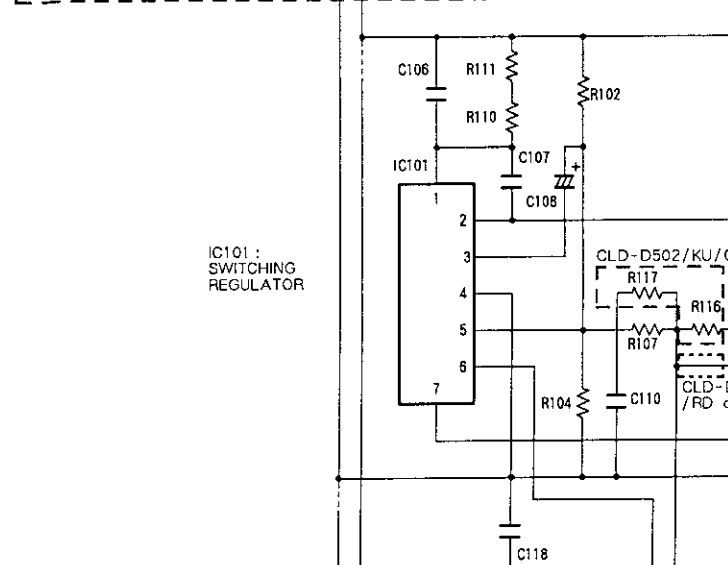 C106
R111
R102
R110
IC101
C107
+
C108
1
2
3
4
5
6
7
IC101 :
SWITCHING
REGULATOR
CLD-D502/KU/
R117
R116
R107
CLD-
/RD
R104
C110
C118